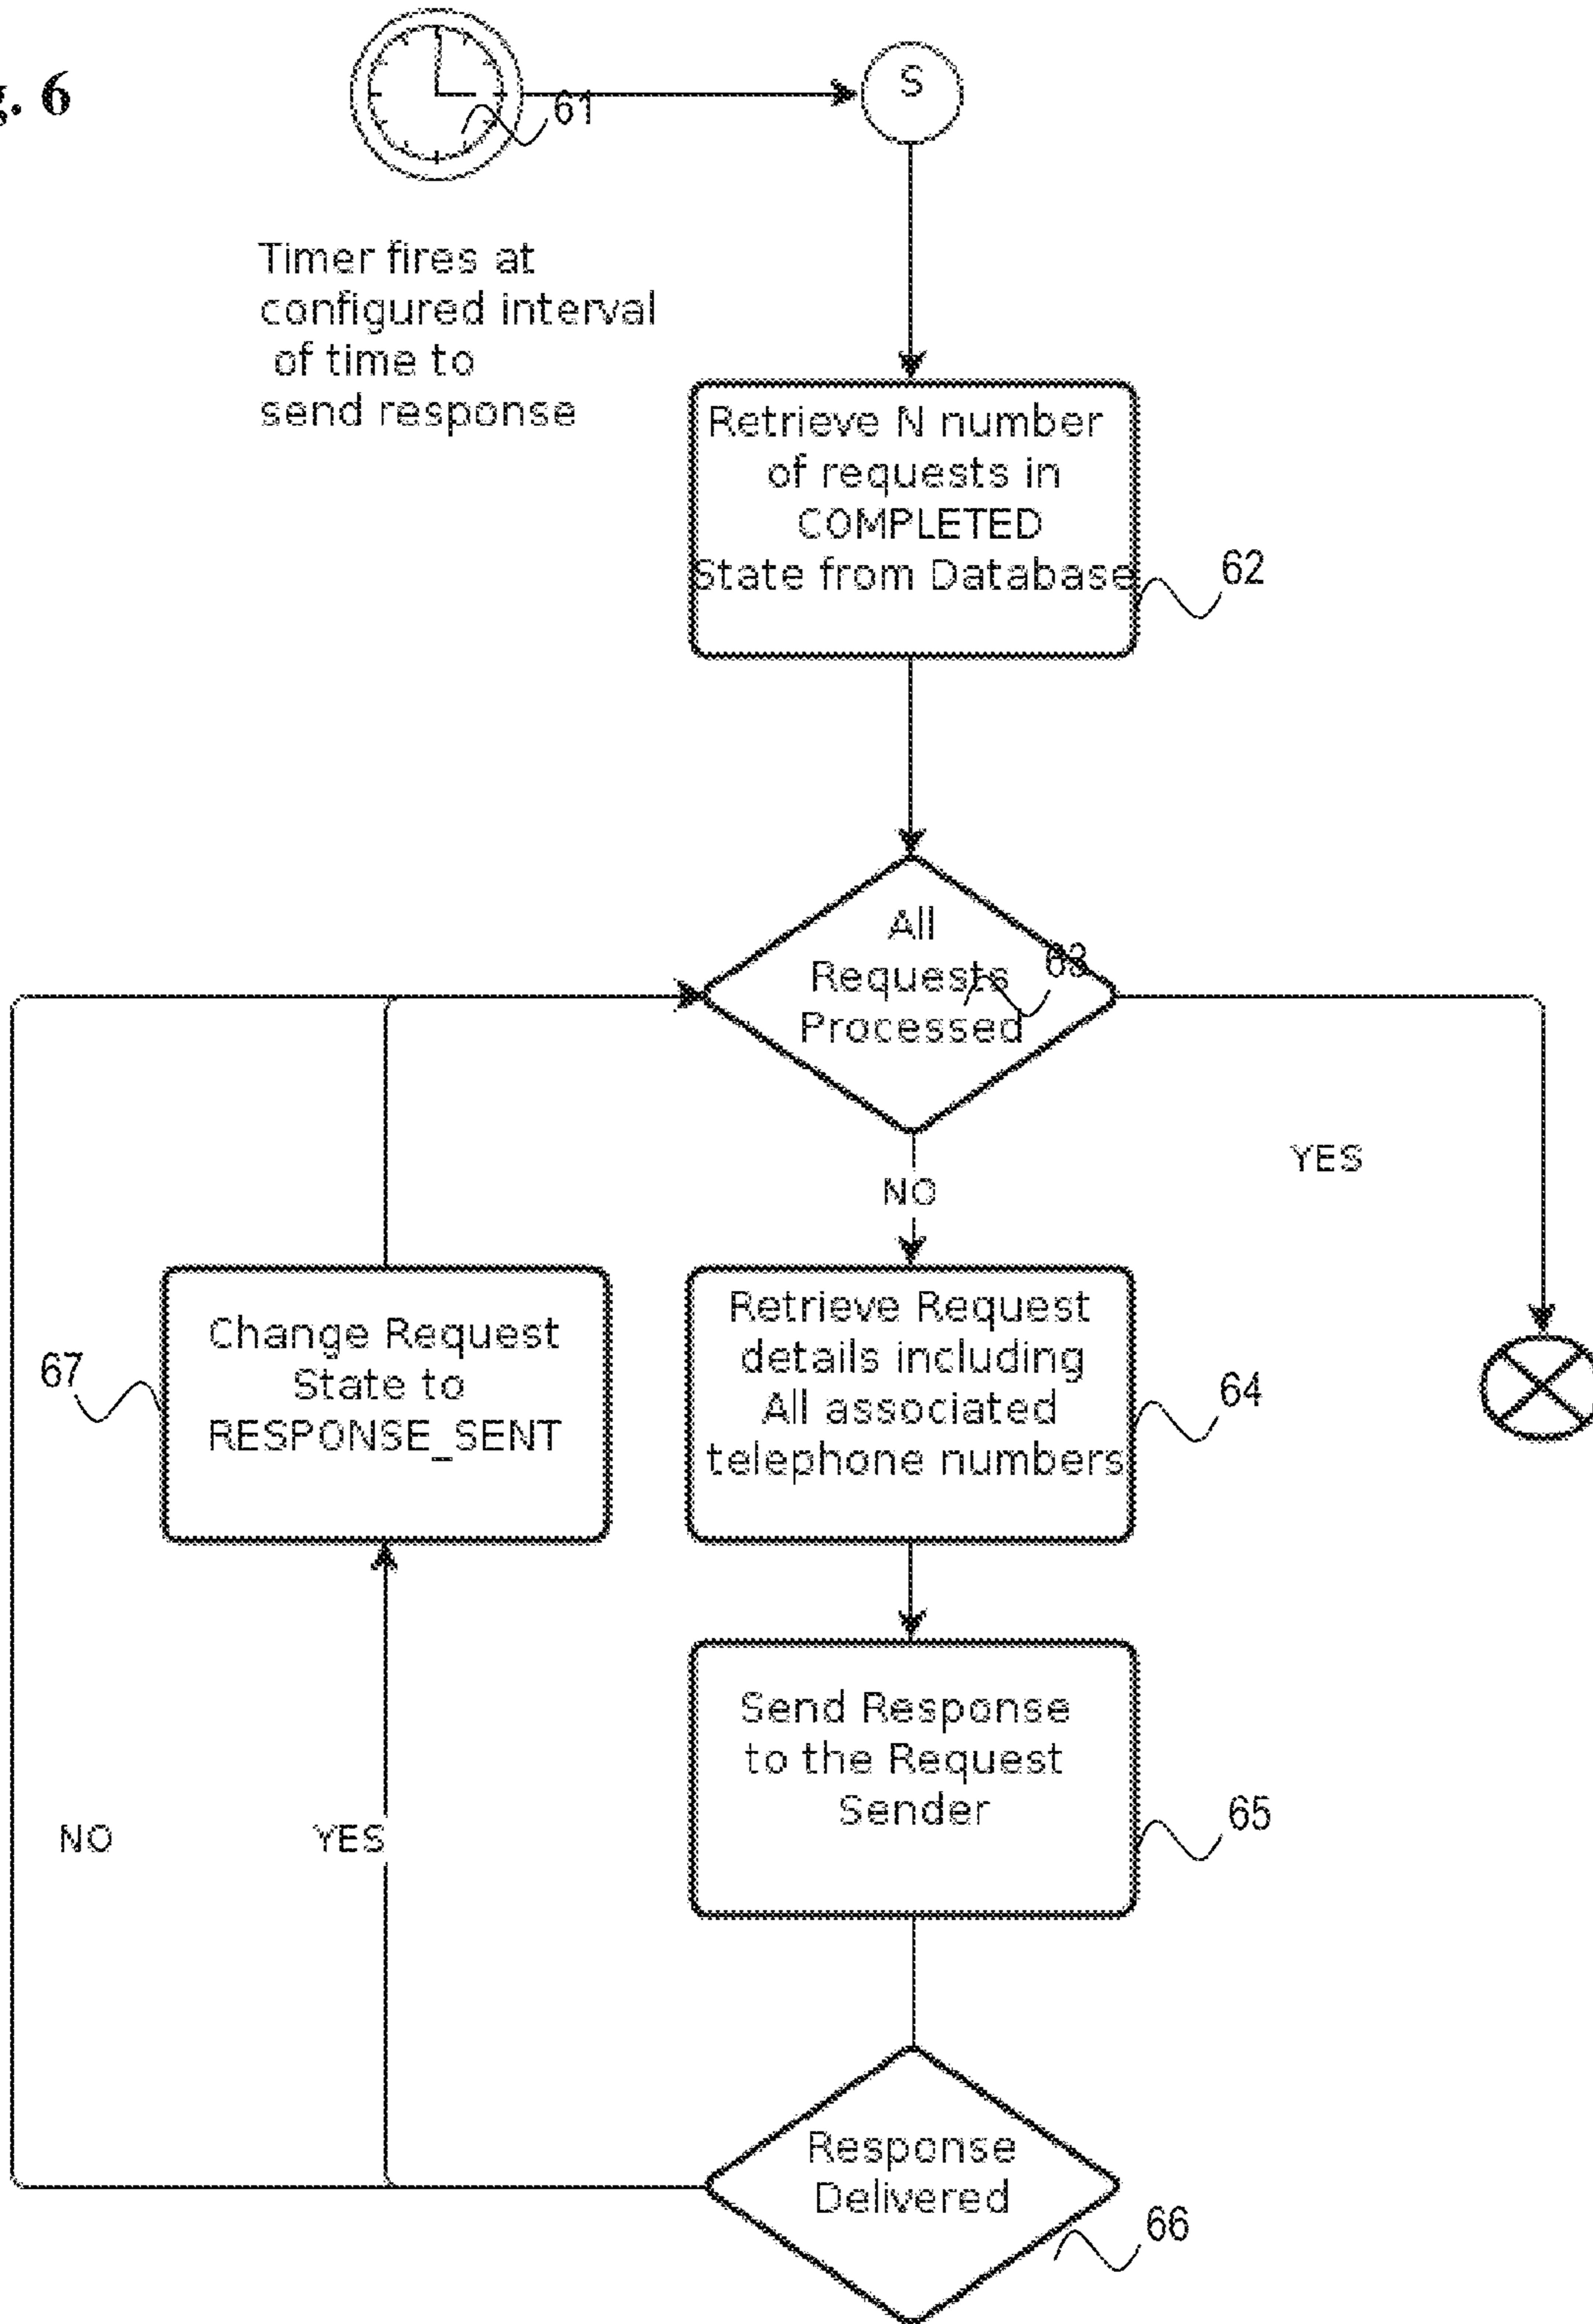 g. 6
61
S
Timer fires at
configured interval
of time to
send response
Retrieve N number
of requests in
COMPLETED
State from Database
62
All
Requests
Processed
63
YES
NO
Change Request
State to
RESPONSE_SENT
67
Retrieve Request
details including
All associated
telephone numbers
64
Send Response
to the Request
Sender
65
NO
YES
Response
Delivered
66